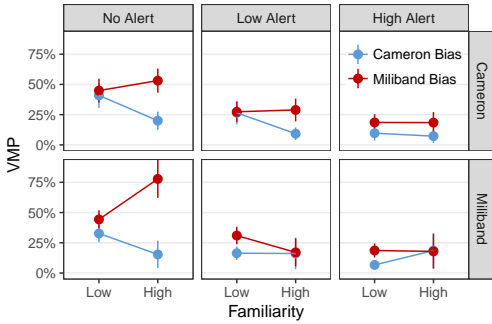 No Alert Low Alert High Alert
Cameron Bias
Miliband Bias
75%
50%
25%
0%
Cameron
75%
50%
25%
0%
Miliband
VMP
Low High Low High Low High
Familiarity